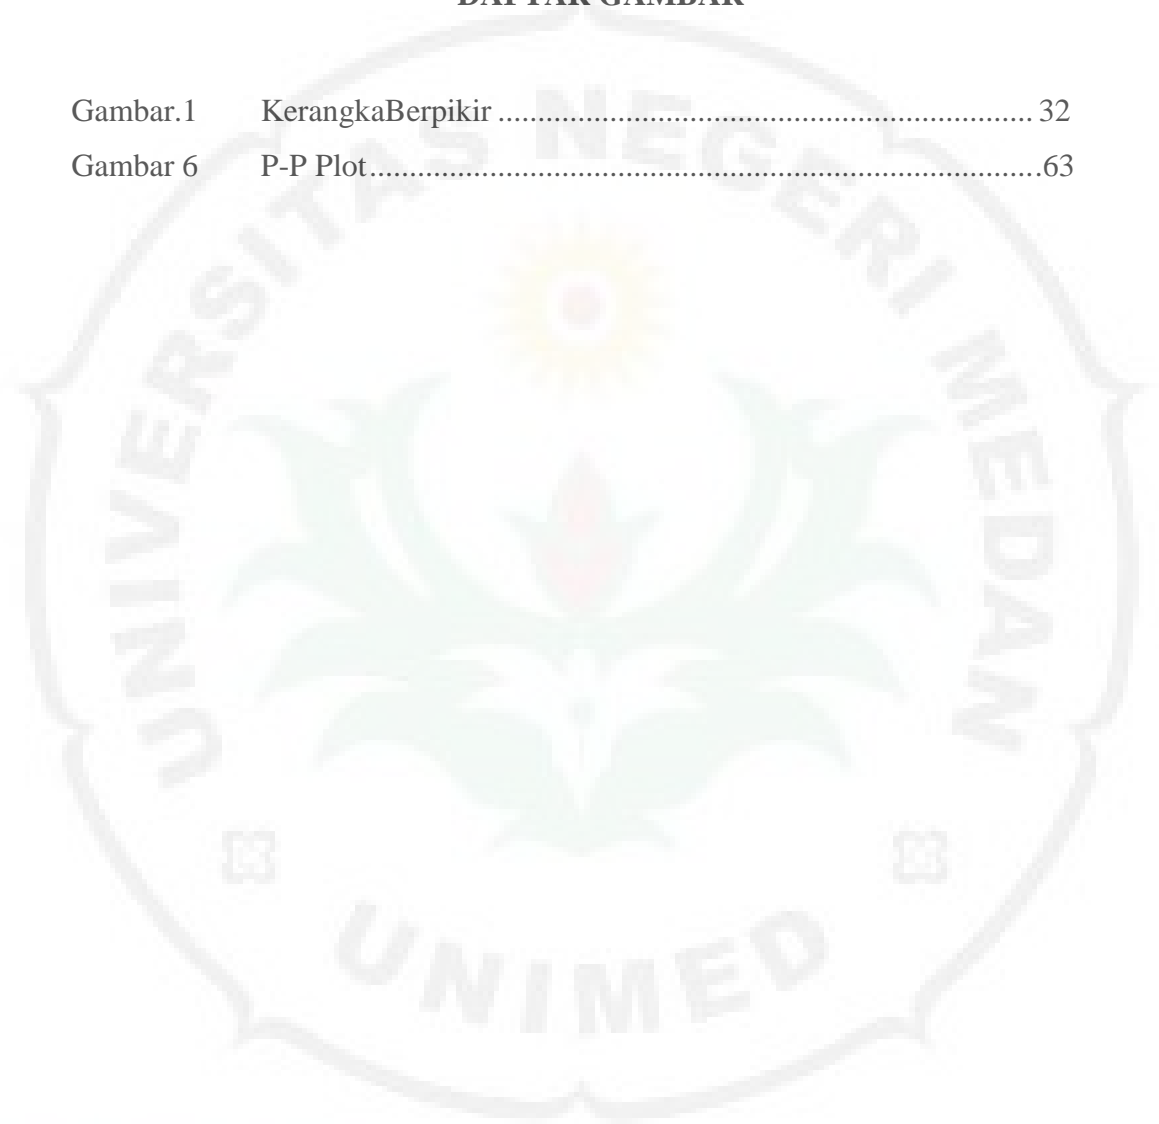 DAFTAR GAMBAR
Gambar.1 KerangkaBerpikir .................................................................... 32
Gambar 6 P-P Plot.....................................................................................63
UNIVERSITAS NEGERI MEDAN
UNIMED